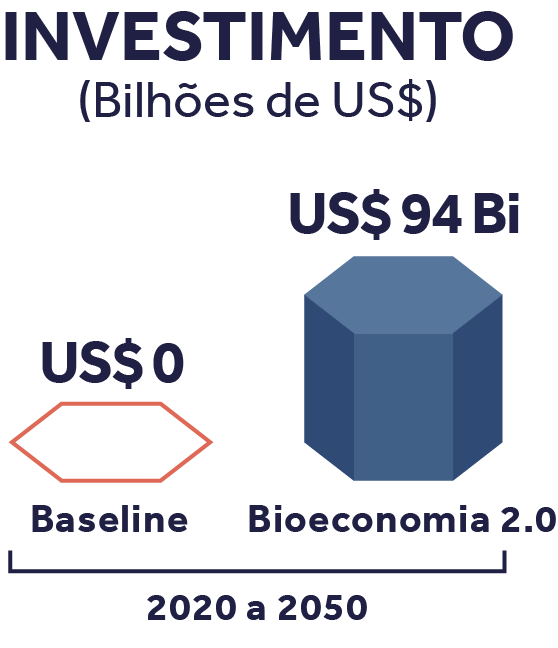 INVESTIMENTO
(Bilhões de US$)
US$ 94 Bi
US$ 0
Baseline
Bioeconomia 2.0
2020 a 2050